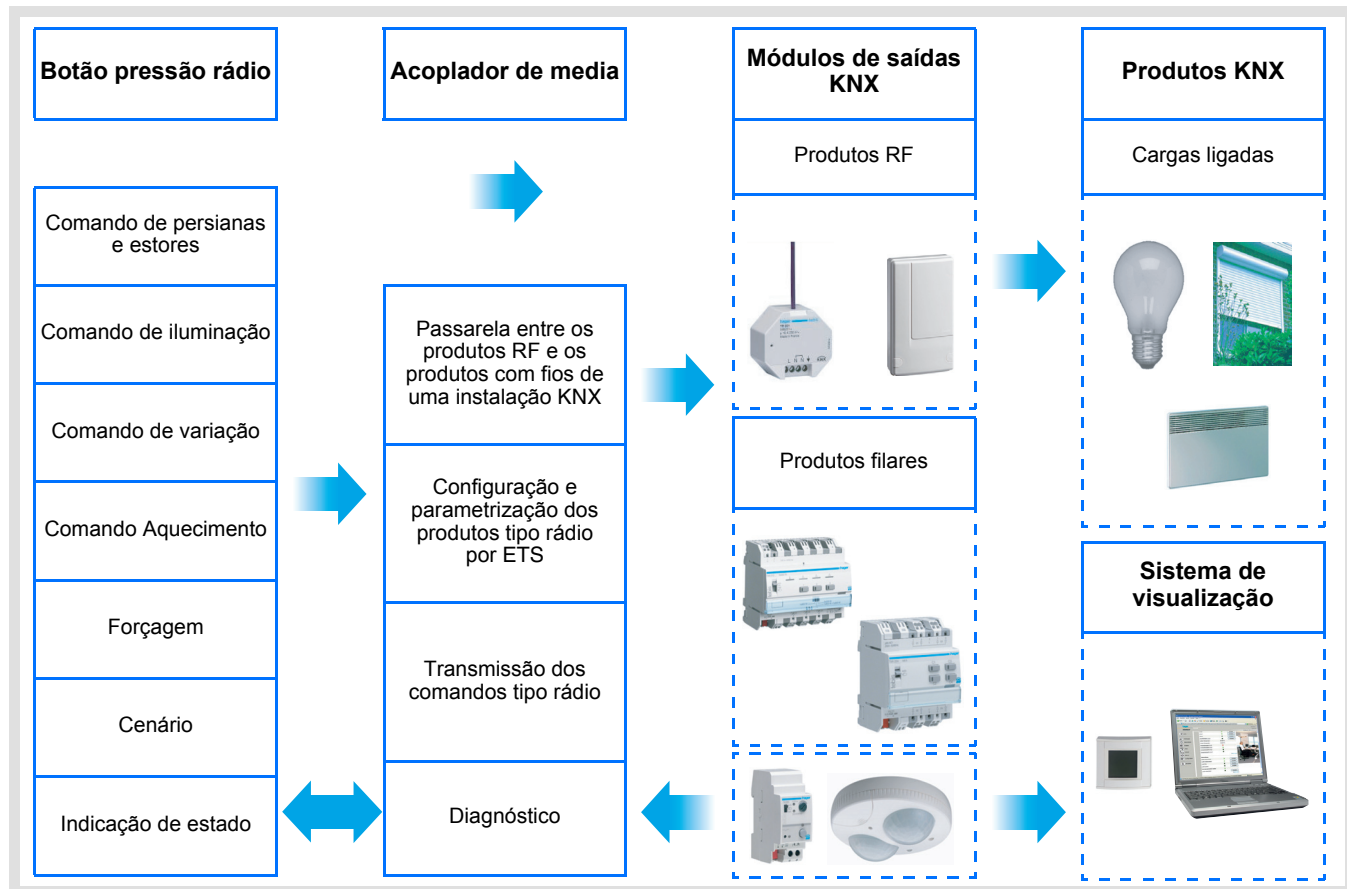 Botão pressão rádio
Comando de persianas
e estores
Comando de iluminação
Comando de variação
Comando Aquecimento
Forçagem
Cenário
Indicação de estado
Acoplador de media
Passarela entre os
produtos RF e os
produtos com fios de
uma instalação KNX
Configuração e
parametrização dos
produtos tipo rádio
por ETS
Transmissão dos
comandos tipo rádio
Diagnóstico
Módulos de saídas
KNX
Produtos RF
L N N
Produtos filares
Produtos KNX
Cargas ligadas
Sistema de
visualização